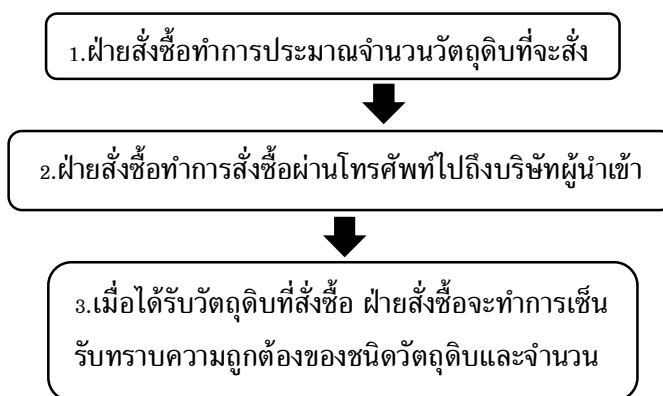 1.ฝ่ายสั่งซื้อทำการประมาณจำนวนวัตถุดิบที่จะสั่ง
2.ฝ่ายสั่งซื้อทำการสั่งซื้อผ่านโทรศัพท์ไปถึงบริษัทผู้นำเข้า
3.เมื่อได้รับวัตถุดิบที่สั่งซื้อ ฝ่ายสั่งซื้อจะทำการเซ็น
รับทราบความถูกต้องของชนิดวัตถุดิบและจำนวน